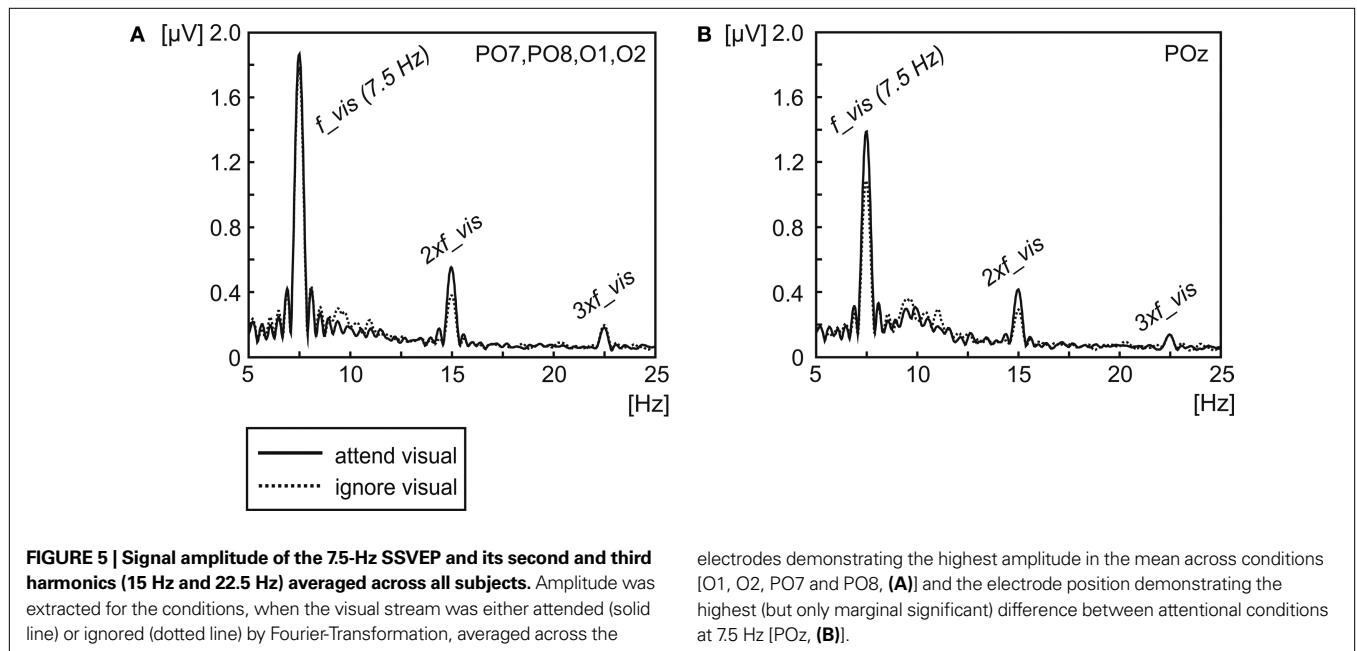 A [µV] 2.0
PO7,PO8,O1,O2
1.6
1.2
0.8
0.4
0
f_vis (7.5 Hz)
2xf_vis
3xf_vis
5 10 15 20 25
[Hz]
B [µV] 2.0
POz
1.6
1.2
0.8
0.4
0
f_vis (7.5 Hz)
2xf_vis
3xf_vis
5 10 15 20 25
[Hz]
attend visual
ignore visual
FIGURE 5 | Signal amplitude of the 7.5-Hz SSVEP and its second and third
harmonics (15 Hz and 22.5 Hz) averaged across all subjects. Amplitude was
extracted for the conditions, when the visual stream was either attended (solid
line) or ignored (dotted line) by Fourier-Transformation, averaged across the
electrodes demonstrating the highest amplitude in the mean across conditions
[O1, O2, PO7 and PO8, (A)] and the electrode position demonstrating the
highest (but only marginal significant) difference between attentional conditions
at 7.5 Hz [POz, (B)].